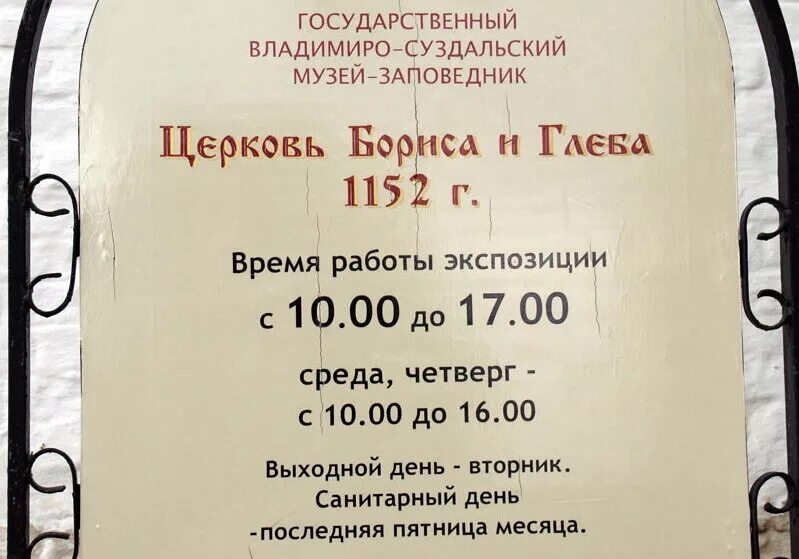 ГОСУДАРСТВЕННЫЙ
ВЛАДИМИРО-СУЗДАЛЬСКИЙ
МУЗЕЙ-ЗАПОВЕДНИК
Церковь Бориса и Глеба
1152 г.
Время работы экспозиции
с 10.00 до 17.00
среда, четверг -
с 10.00 до 16.00
Выходной день - вторник.
Санитарный день
-последняя пятница месяца.